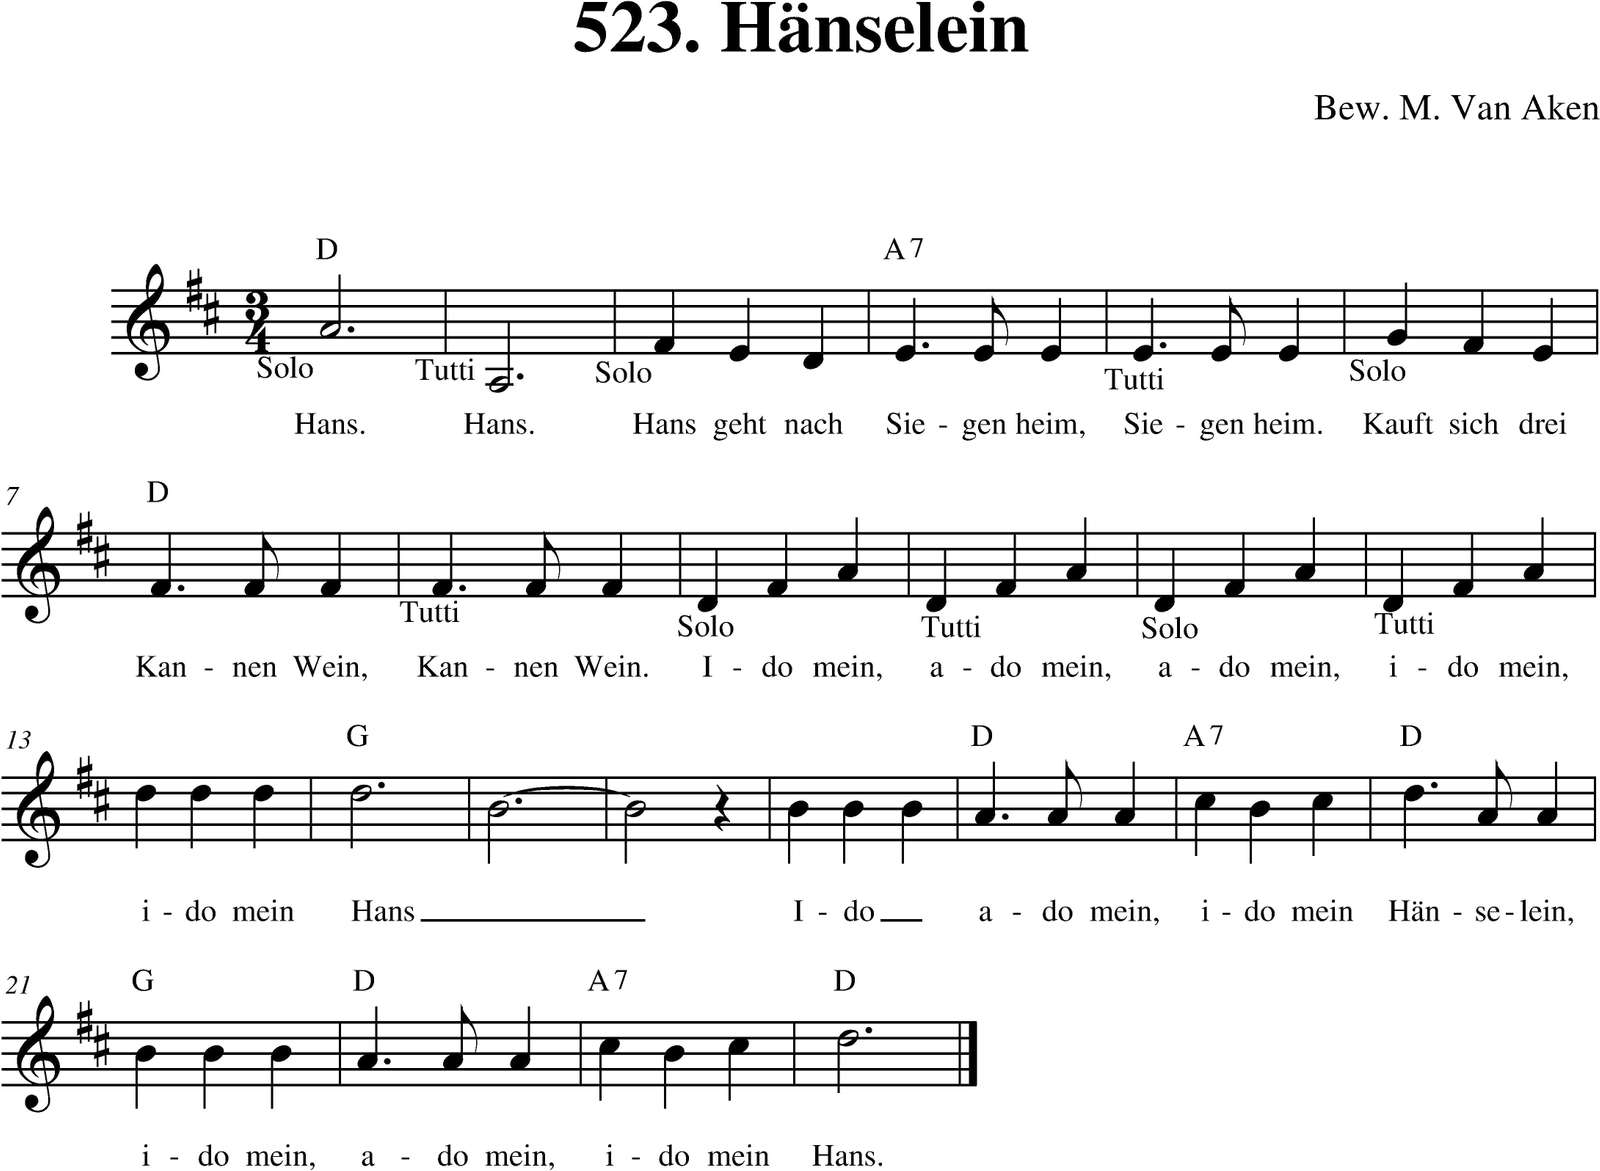 523. Hänselein
Bew. M. Van Aken
D A 7
3
4
Solo Tutti Solo Tutti Solo
Hans. Hans. Hans geht nach Sie - gen heim, Sie - gen heim. Kauft sich drei
7 D
Tutti Solo Tutti Solo Tutti
Kan - nen Wein, Kan - nen Wein. I - do mein, a - do mein, a - do mein, i - do mein,
13 G D A 7 D
i - do mein Hans I - do a - do mein, i - do mein Hän - se - lein,
21 G D A 7 D
i - do mein, a - do mein, i - do mein Hans.